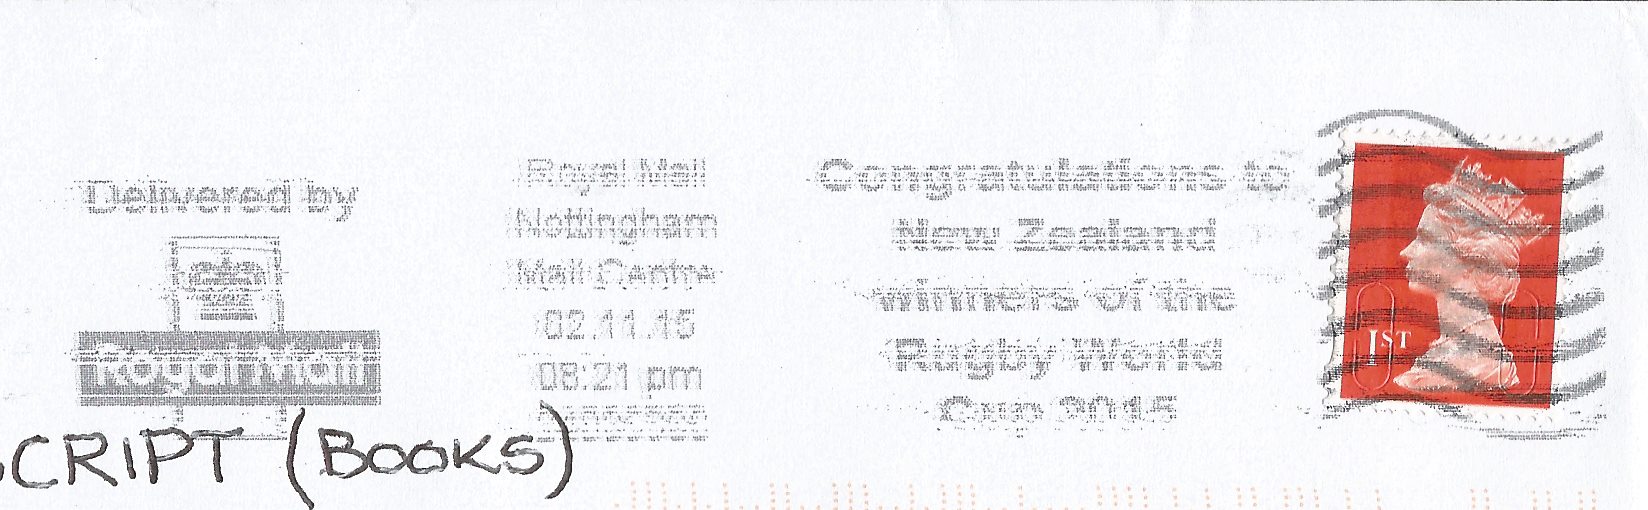 Delivered by
Royal Mail
Royal Mail
Nottingham
Mail Centre
02.11.15
08:21 pm
Congratulations to
New Zealand
winners of the
Rugby World
Cup 2015
1ST
SCRIPT (BOOKS)